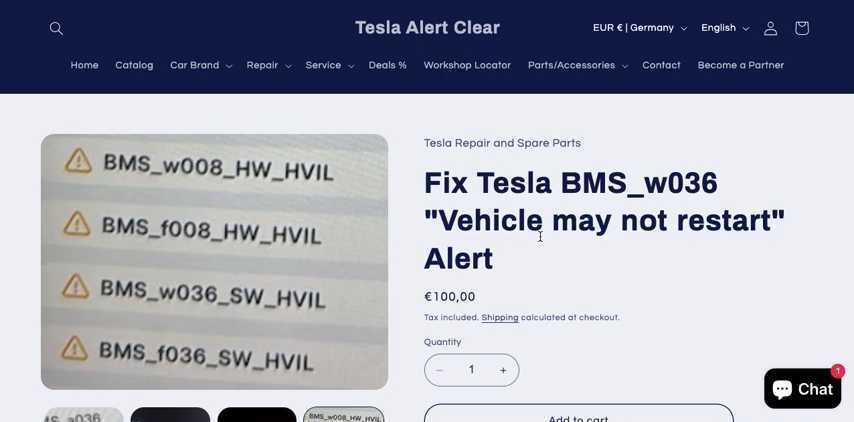 Tesla Alert Clear
EUR € | Germany
English
Home
Catalog
Car Brand
Repair
Service
Deals %
Workshop Locator
Parts/Accessories
Contact
Become a Partner
BMS_w008_HW_HVIL
BMS_f008_HW_HVIL
BMS_w036_SW_HVIL
BMS_f036_SW_HVIL
Tesla Repair and Spare Parts
Fix Tesla BMS_w036
"Vehicle may not restart"
Alert
€100,00
Tax included. Shipping calculated at checkout.
Quantity
− 1 +
Add to cart
1
Chat
BMS_w008_HW_HVIL